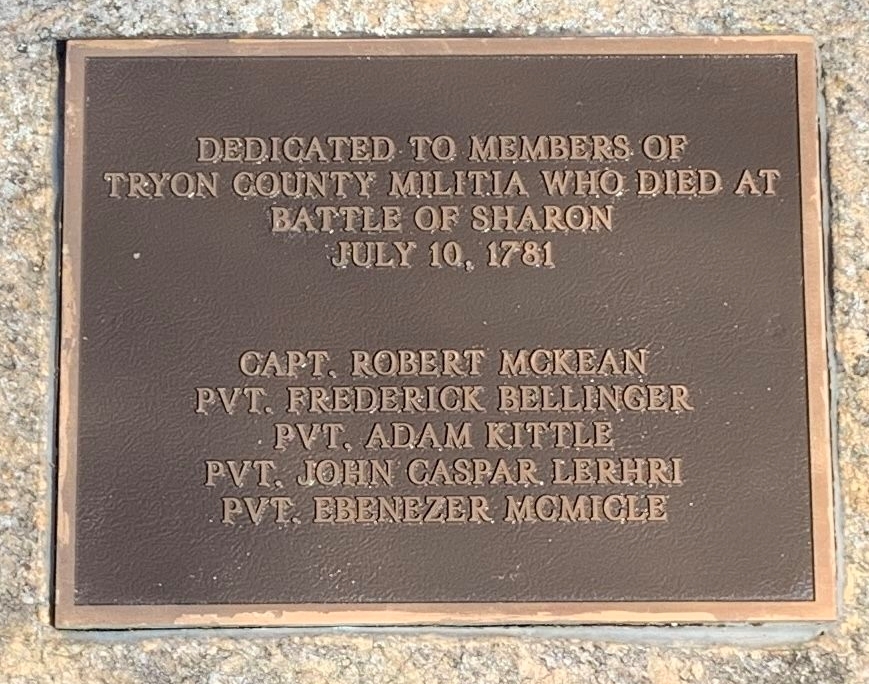 DEDICATED TO MEMBERS OF
TRYON COUNTY MILITIA WHO DIED AT
BATTLE OF SHARON
JULY 10, 1781
CAPT. ROBERT MCKEAN
PVT. FREDERICK BELLINGER
PVT. ADAM KITTLE
PVT. JOHN CASPAR LERHRI
PVT. EBENEZER MCMICLE